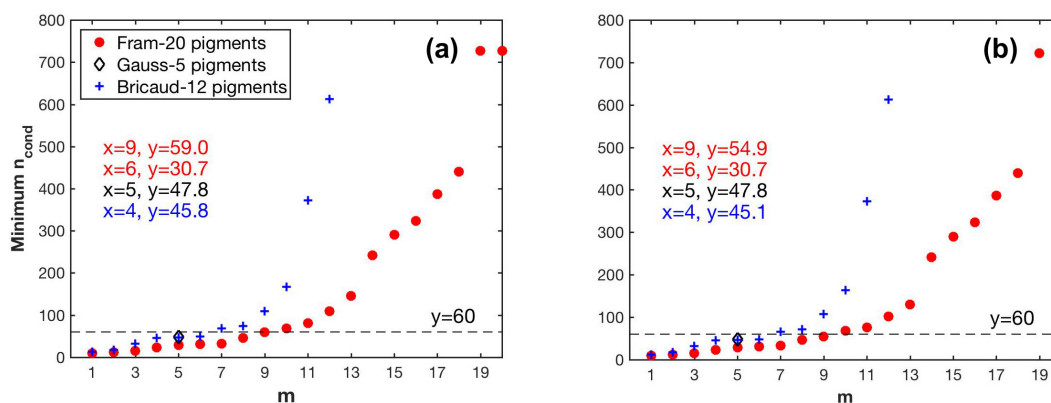 (a)
Fram-20 pigments
Gauss-5 pigments
Bricaud-12 pigments
x=9, y=59.0
x=6, y=30.7
x=5, y=47.8
x=4, y=45.8
y=60
Minimum n_cond
800
700
600
500
400
300
200
100
0
1 3 5 7 9 11 13 15 17 19
m
(b)
x=9, y=54.9
x=6, y=30.7
x=5, y=47.8
x=4, y=45.1
y=60
800
700
600
500
400
300
200
100
0
1 3 5 7 9 11 13 15 17 19
m